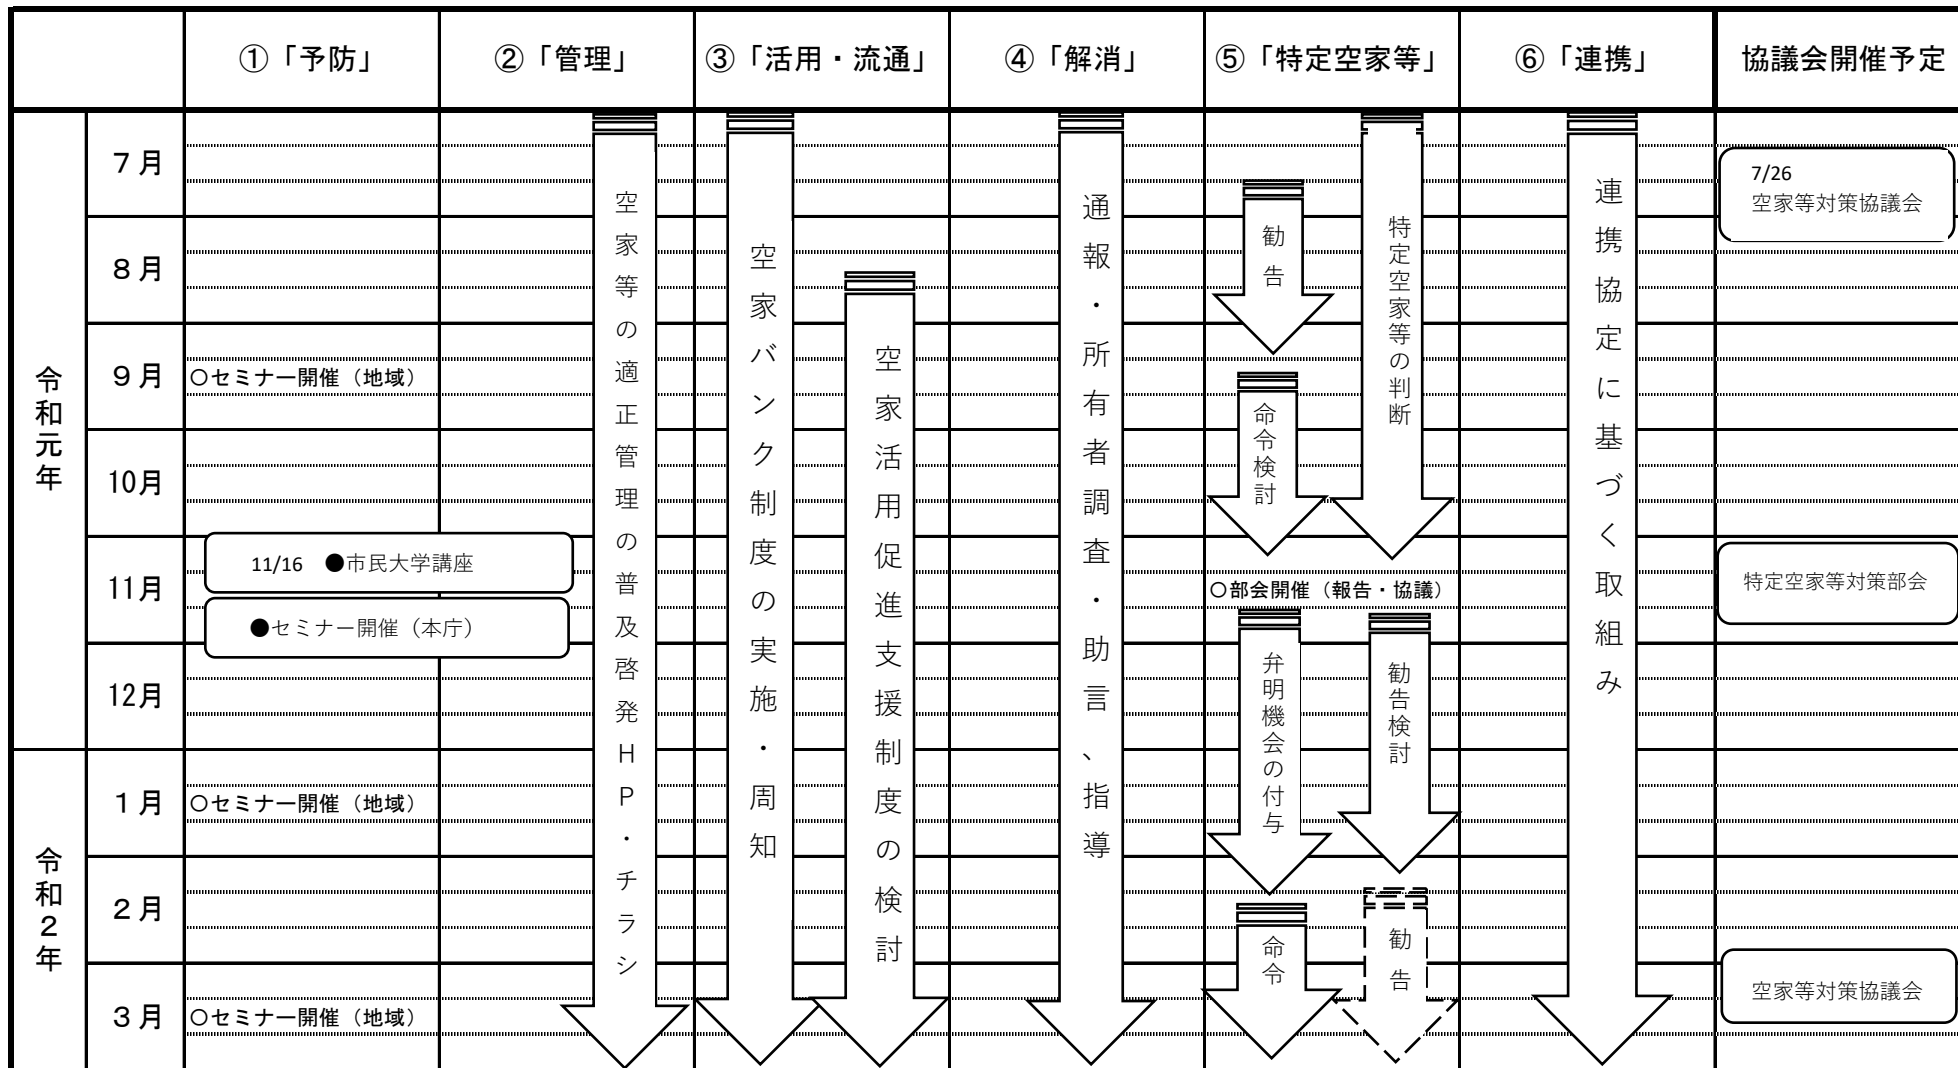 ①「予防」
②「管理」
③「活用・流通」
④「解消」
⑤「特定空家等」
⑥「連携」
協議会開催予定
令和元年
7月
8月
9月
10月
11月
12月
令和2年
1月
2月
3月
〇セミナー開催（地域）
11/16 ●市民大学講座
●セミナー開催（本庁）
〇セミナー開催（地域）
〇セミナー開催（地域）
空家等の適正管理の普及啓発HP・チラシ
空家バンク制度の実施・周知
空家活用促進支援制度の検討
通報・所有者調査・助言、指導
勧告
命令検討
特定空家等の判断
〇部会開催（報告・協議）
弁明機会の付与
勧告検討
命令
勧告
連携協定に基づく取組み
7/26
空家等対策協議会
特定空家等対策部会
空家等対策協議会